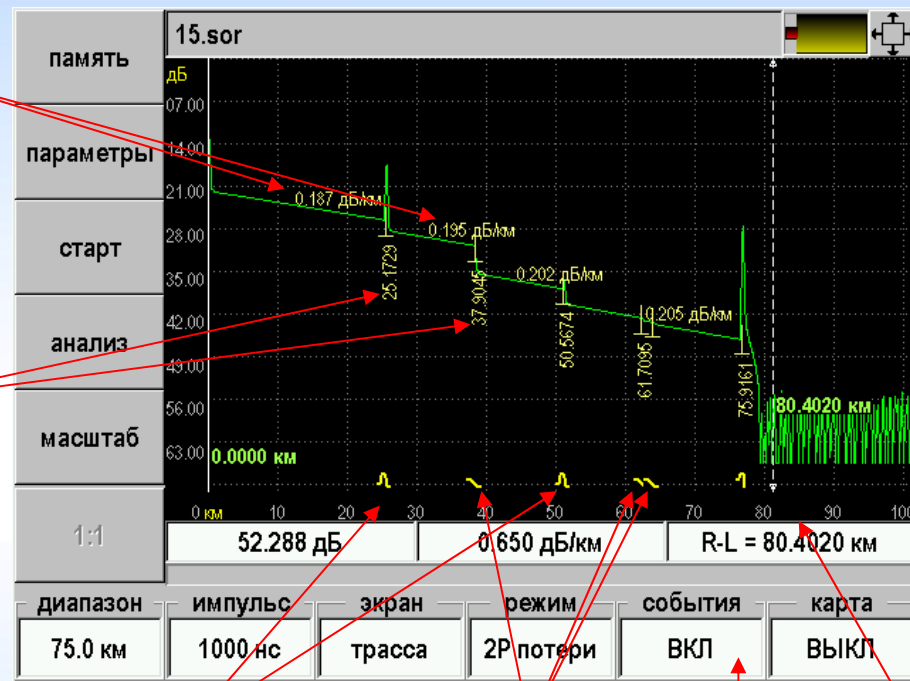 15.sor
память
параметры
старт
анализ
масштаб
1:1
дБ
07.00
14.00
21.00
28.00
35.00
42.00
49.00
56.00
63.00
0.187 дБ/км
0.195 дБ/км
0.202 дБ/км
0.205 дБ/км
25.1729
37.9045
50.5674
61.7095
75.9161
80.4020 км
0.0000 км
0 км 10 20 30 40 50 60 70 80 90 100
52.288 дБ 0.650 дБ/км R-L = 80.4020 км
диапазон импульс экран режим события карта
75.0 км 1000 нс трасса 2Р потери ВКЛ ВЫКЛ